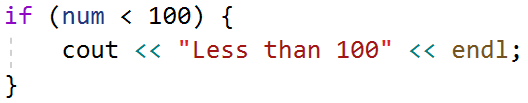 if (num < 100) {
    cout << "Less than 100" << endl;
}